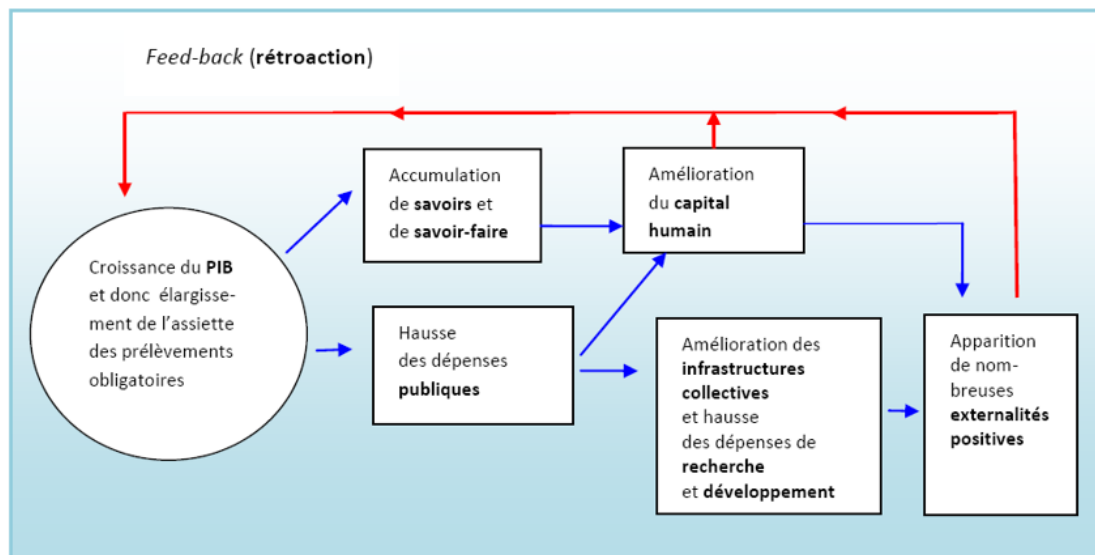 Feed-back (rétroaction)
Accumulation
de savoirs et
de savoir-faire
Amélioration
du capital
humain
Croissance du PIB
et donc élargisse-
ment de l’assiette
des prélèvements
obligatoires
Hausse
des dépenses
publiques
Amélioration des
infrastructures
collectives
et hausse
des dépenses de
recherche
et développement
Apparition
de nom-
breuses
externalités
positives